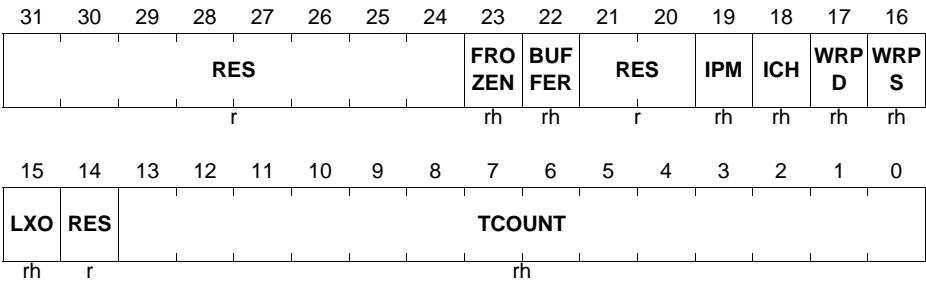 31 30 29 28 27 26 25 24 23 22 21 20 19 18 17 16
RES FRO ZEN BUF FER RES IPM ICH WRP D WRP S
r rh rh r rh rh rh rh
15 14 13 12 11 10 9 8 7 6 5 4 3 2 1 0
LXO RES TCOUNT
rh r rh